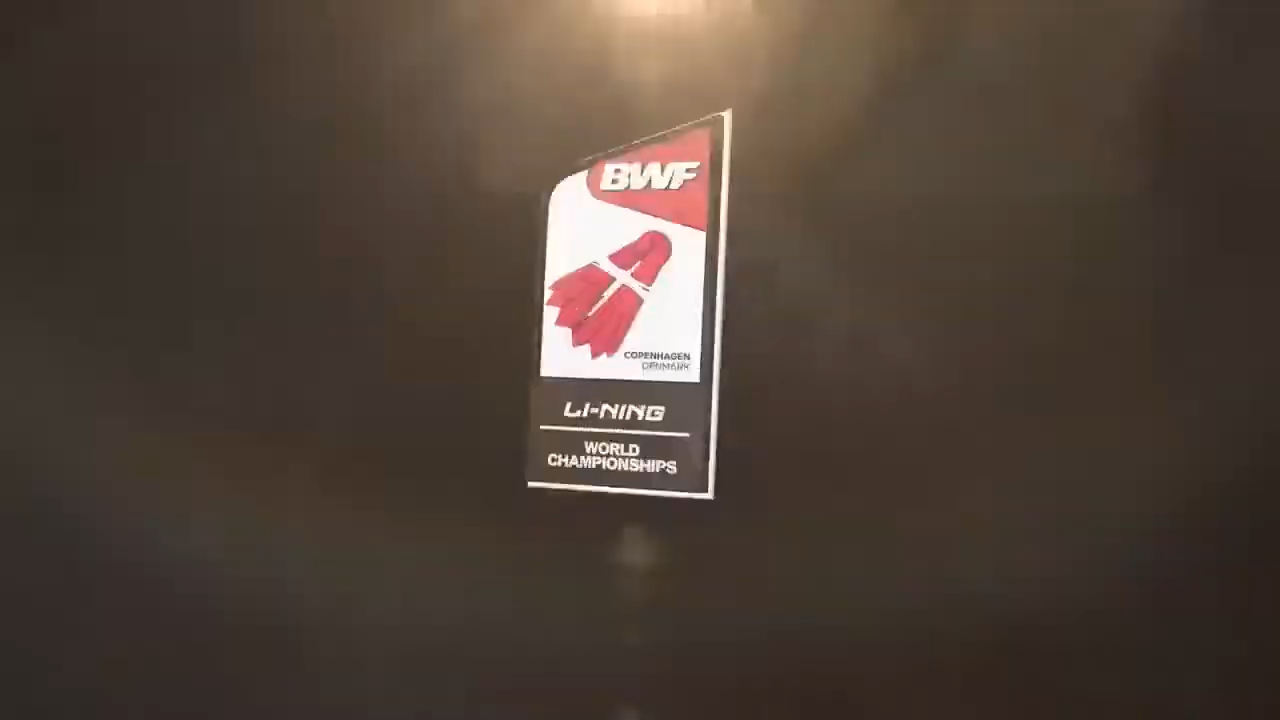 BWF
COPENHAGEN
DENMARK
LI-NING
WORLD
CHAMPIONSHIPS